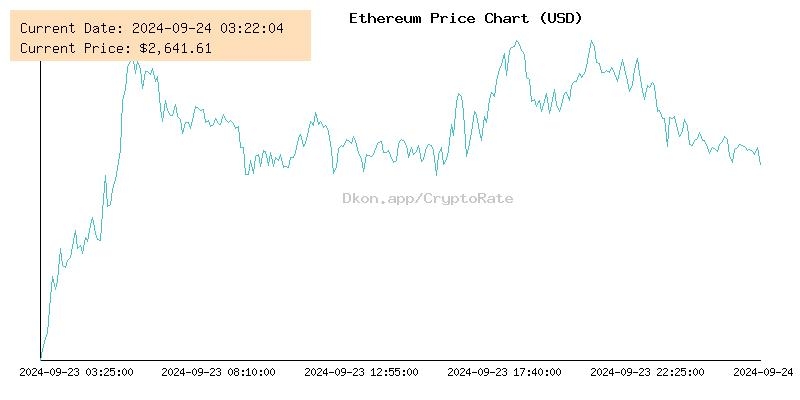 Ethereum Price Chart (USD)
Current Date: 2024-09-24 03:22:04
Current Price: $2,641.61
Dkon.app/CryptoRate
2024-09-23 03:25:00 2024-09-23 08:10:00 2024-09-23 12:55:00 2024-09-23 17:40:00 2024-09-23 22:25:00 2024-09-24